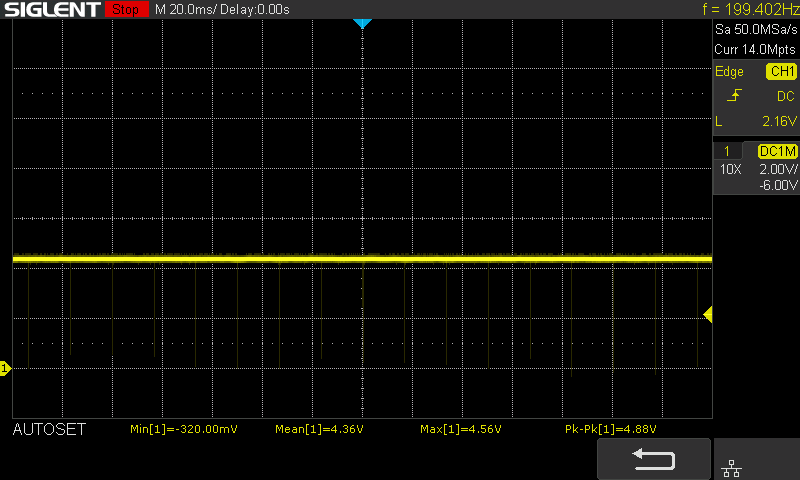 SIGLENT Stop M 20.0ms/ Delay:0.00s f = 199.402Hz
Sa 50.0MSa/s
Curr 14.0Mpts
Edge CH1
DC
L 2.16V
1 DC1M
10X 2.00V/
-6.00V
1
AUTOSET Min[1]=-320.00mV Mean[1]=4.36V Max[1]=4.56V Pk-Pk[1]=4.88V